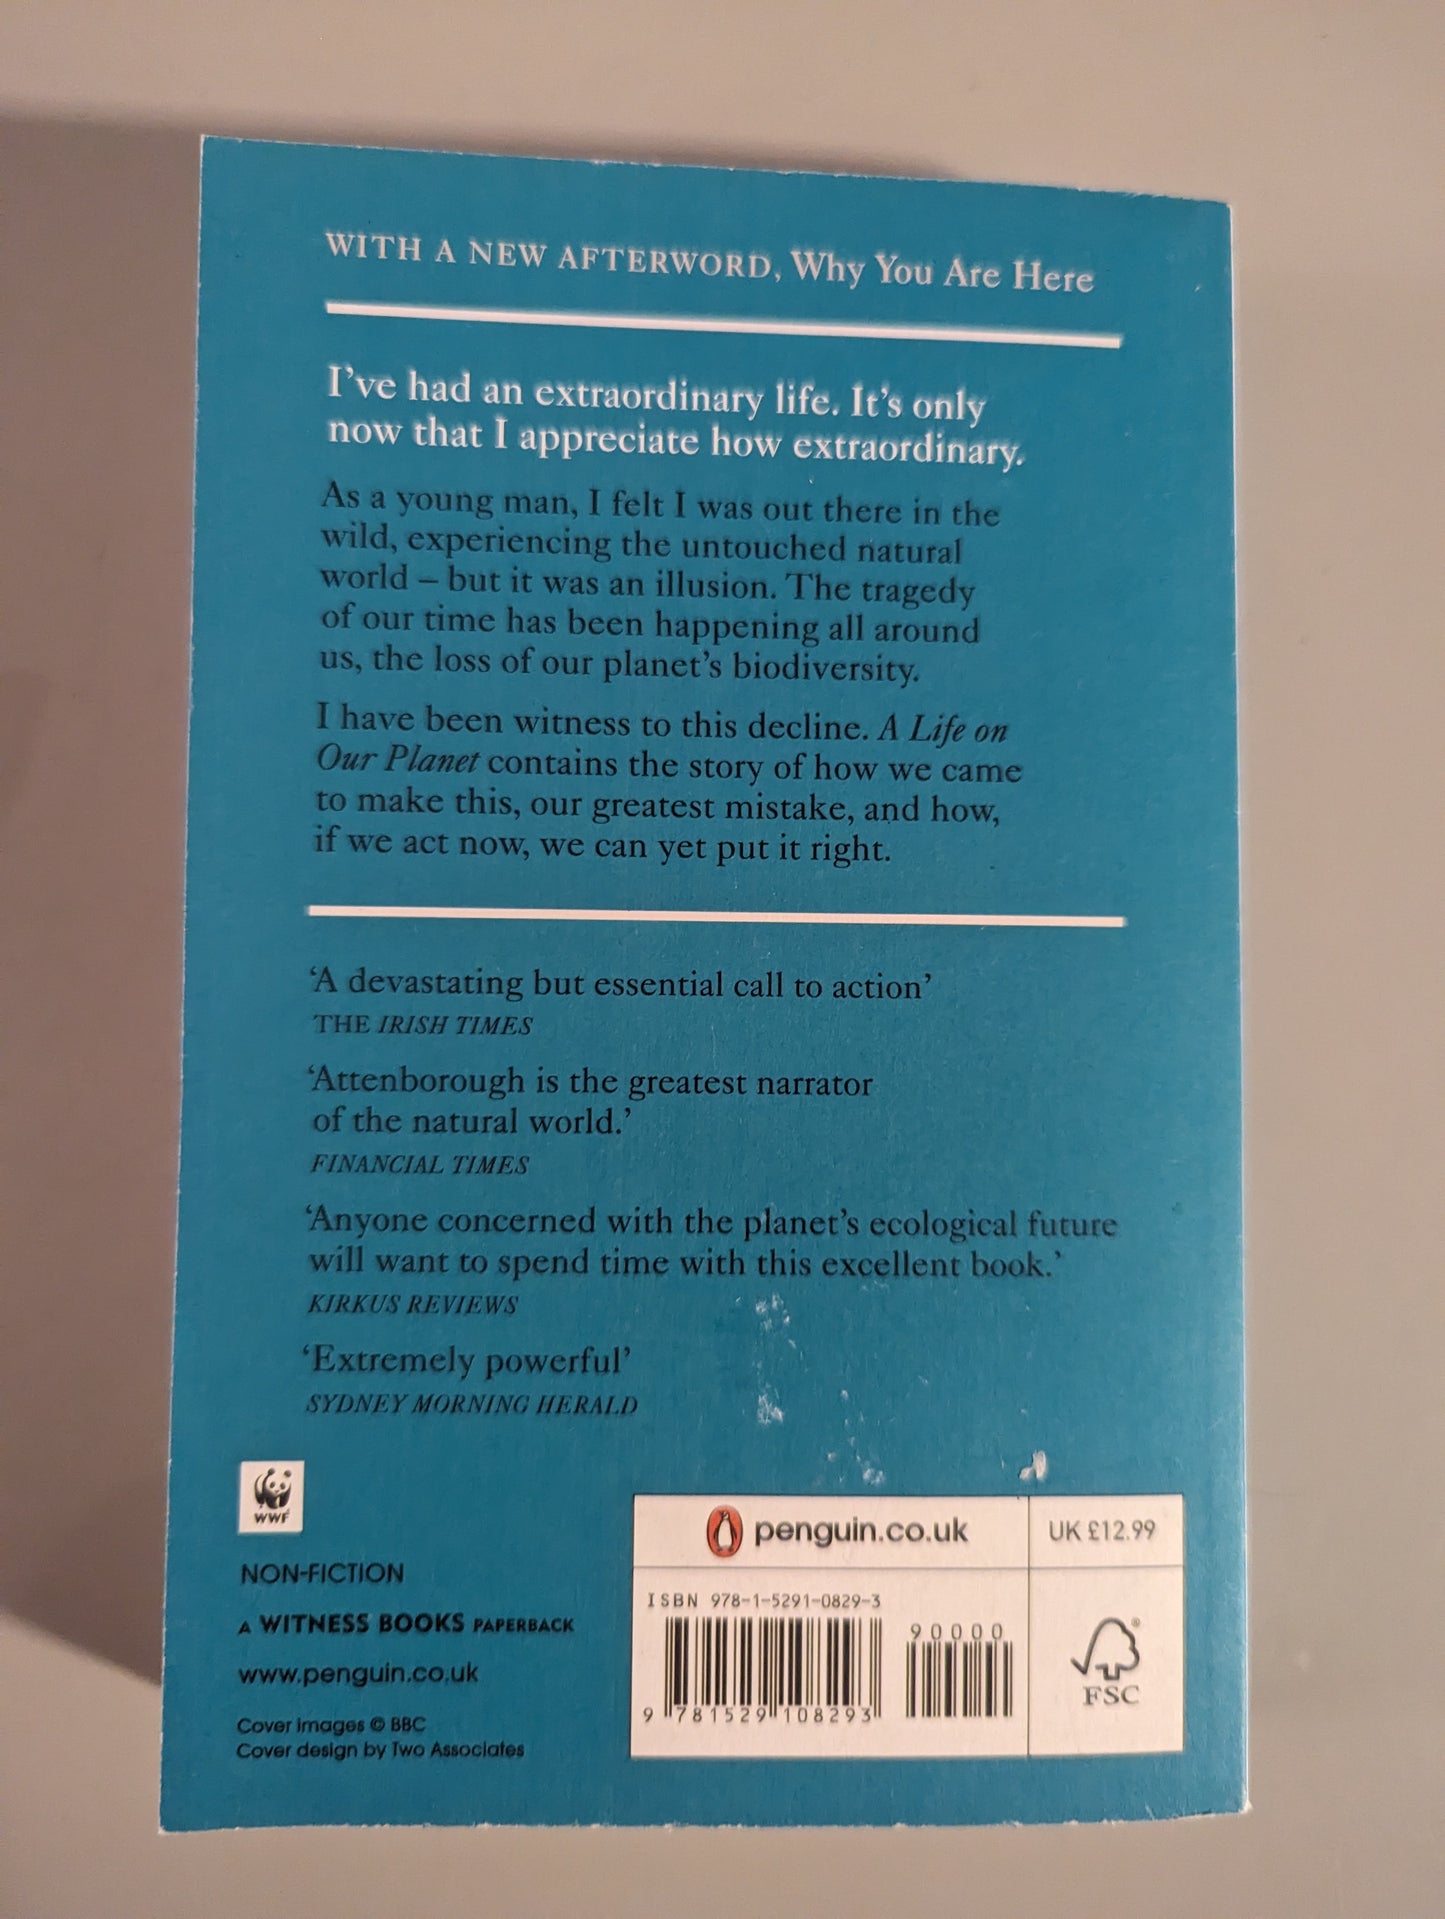 WITH A NEW AFTERWORD, Why You Are Here
I've had an extraordinary life. It's only
now that I appreciate how extraordinary.
As a young man, I felt I was out there in the
wild, experiencing the untouched natural
world – but it was an illusion. The tragedy
of our time has been happening all around
us, the loss of our planet's biodiversity.
I have been witness to this decline. A Life on
Our Planet contains the story of how we came
to make this, our greatest mistake, and how,
if we act now, we can yet put it right.
'A devastating but essential call to action'
THE IRISH TIMES
'Attenborough is the greatest narrator
of the natural world.'
FINANCIAL TIMES
'Anyone concerned with the planet's ecological future
will want to spend time with this excellent book.'
KIRKUS REVIEWS
'Extremely powerful'
SYDNEY MORNING HERALD
WWF
NON-FICTION
A WITNESS BOOKS PAPERBACK
www.penguin.co.uk
Cover images © BBC
Cover design by Two Associates
penguin.co.uk
UK £12.99
ISBN 978-1-5291-0829-3
90000
9 781529 108293
®
FSC